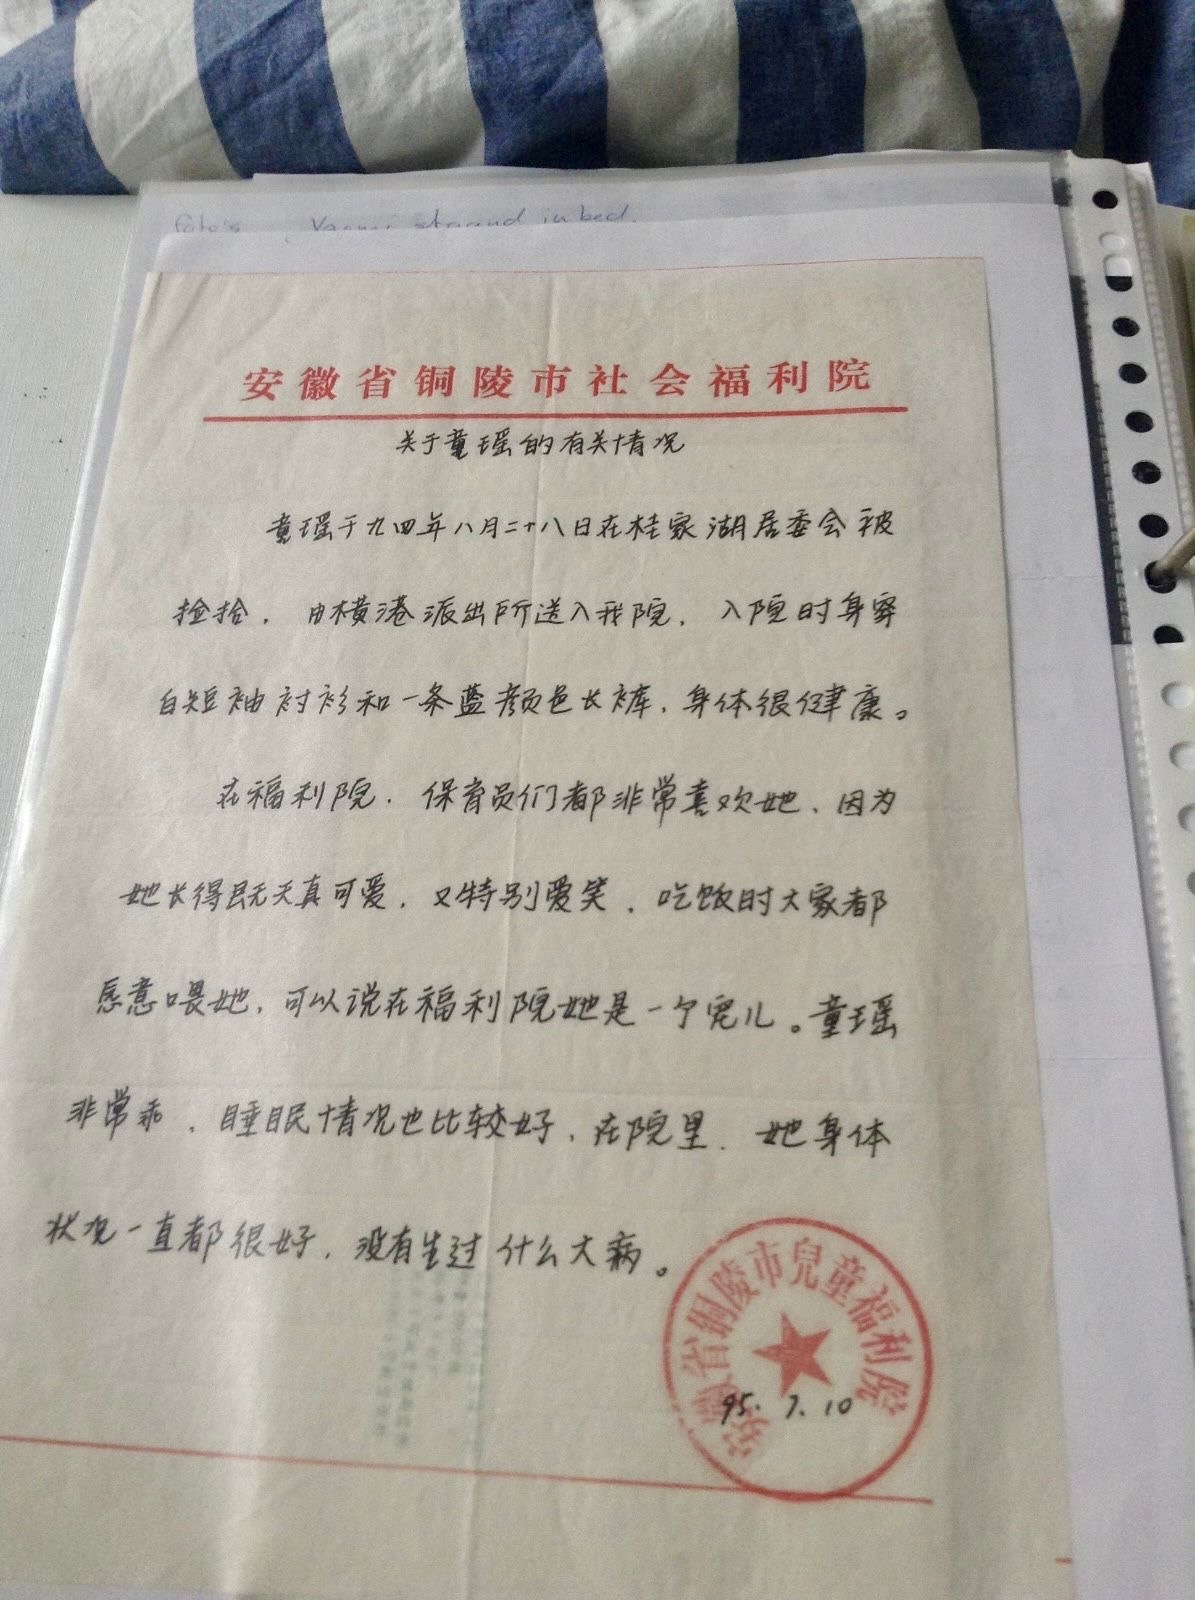 foto's staand in bed.
安徽省铜陵市社会福利院
关于童瑶的有关情况
童瑶于九四年八月二十八日在桂家湖居委会被
捡拾，由横港派出所送入我院，入院时身穿
白短袖衬衫和一条蓝颜色长裤，身体很健康。
在福利院，保育员们都非常喜欢她，因为
她长得既天真可爱，又特别爱笑，吃饭时大家都
愿意喂她，可以说在福利院她是一个宠儿。童瑶
非常乖，睡眠情况也比较好，在院里，她身体
状况一直都很好，没有生过什么大病。
安徽省铜陵市兒童福利院
95.7.10